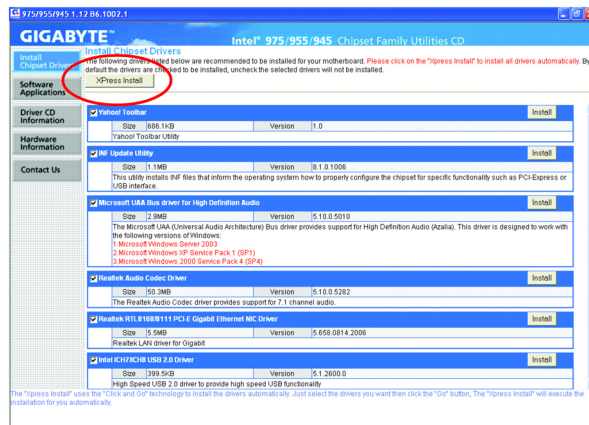 975/955/945 1.12 B6.1002.1
GIGABYTE™
Intel® 975/955/945 Chipset Family Utilities CD
Install
Chipset Drivers
Software
Applications
Driver CD
Information
Hardware
Information
Contact Us
Install Chipset Drivers
The following drivers listed below are recommended to be installed for your motherboard. Please click on the "Xpress Install" to install all drivers automatically. By
default the drivers are checked to be installed, uncheck the selected drivers will not be installed.
XPress Install
Yahoo! Toolbar Install
Size 686.1KB Version 1.0
Yahoo! Toolbar Utility
INF Update Utility Install
Size 1.1MB Version 8.1.0.1006
This utility installs INF files that inform the operating system how to properly configure the chipset for specific functionality such as PCI-Express or
USB interface.
Microsoft UAA Bus driver for High Definition Audio Install
Size 2.9MB Version 5.10.0.5010
The Microsoft UAA (Universal Audio Architecture) Bus driver provides support for High Definition Audio (Azalia). This driver is designed to work with
the following versions of Windows:
1.Microsoft Windows Server 2003
2.Microsoft Windows XP Service Pack 1 (SP1)
3.Microsoft Windows 2000 Service Pack 4 (SP4)
Realtek Audio Codec Driver Install
Size 50.3MB Version 5.10.0.5282
The Realtek Audio Codec driver provides support for 7.1 channel audio.
Realtek RTL8168/8111 PCI-E Gigabit Ethernet NIC Driver Install
Size 5.5MB Version 5.658.0814.2006
Realtek LAN driver for Gigabit
Intel ICH7/ICH8 USB 2.0 Driver Install
Size 399.5KB Version 5.1.2600.0
High Speed USB 2.0 driver to provide high speed USB functionality
The "Xpress Install" uses the "Click and Go" technology to install the drivers automatically. Just select the drivers you want then click the "Go" button, The "Xpress Install" will execute the
installation for you automatically.